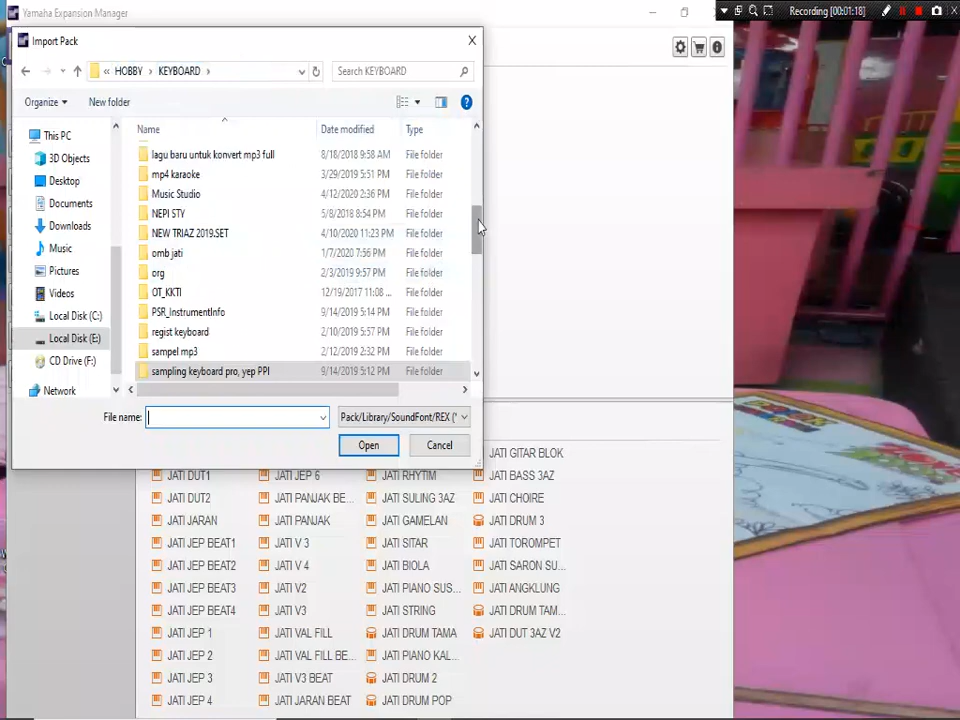 Yamaha Expansion Manager
Recording [00:01:18]
Import Pack
« HOBBY › KEYBOARD ›
Search KEYBOARD
Organize
New folder
This PC
3D Objects
Desktop
Documents
Downloads
Music
Pictures
Videos
Local Disk (C:)
Local Disk (E:)
CD Drive (F:)
Network
Name Date modified Type
lagu baru untuk konvert mp3 full 8/18/2018 9:58 AM File folder
mp4 karaoke 3/29/2019 5:51 PM File folder
Music Studio 4/12/2020 2:36 PM File folder
NEPI STY 5/8/2018 8:54 PM File folder
NEW TRIAZ 2019.SET 4/10/2020 11:23 PM File folder
omb jati 1/7/2020 7:56 PM File folder
org 2/3/2019 9:57 PM File folder
OT_KKTI 12/19/2017 11:08 ... File folder
PSR_InstrumentInfo 9/14/2019 5:14 PM File folder
regist keyboard 2/10/2019 5:57 PM File folder
sampel mp3 2/12/2019 2:32 PM File folder
sampling keyboard pro, yep PPI 9/14/2019 5:12 PM File folder
File name:
Pack/Library/SoundFont/REX (*
Open
Cancel
JATI GITAR BLOK
JATI DUT1 JATI JEP 6 JATI RHYTIM JATI BASS 3AZ
JATI DUT2 JATI PANJAK BE... JATI SULING 3AZ JATI CHOIRE
JATI JARAN JATI PANJAK JATI GAMELAN JATI DRUM 3
JATI JEP BEAT1 JATI V 3 JATI SITAR JATI TOROMPET
JATI JEP BEAT2 JATI V 4 JATI BIOLA JATI SARON SU...
JATI JEP BEAT3 JATI V2 JATI PIANO SUS... JATI ANGKLUNG
JATI JEP BEAT4 JATI V3 JATI STRING JATI DRUM TAM...
JATI JEP 1 JATI VAL FILL JATI DRUM TAMA JATI DUT 3AZ V2
JATI JEP 2 JATI VAL FILL BE... JATI PIANO KAL...
JATI JEP 3 JATI V3 BEAT JATI DRUM 2
JATI JEP 4 JATI JARAN BEAT JATI DRUM POP